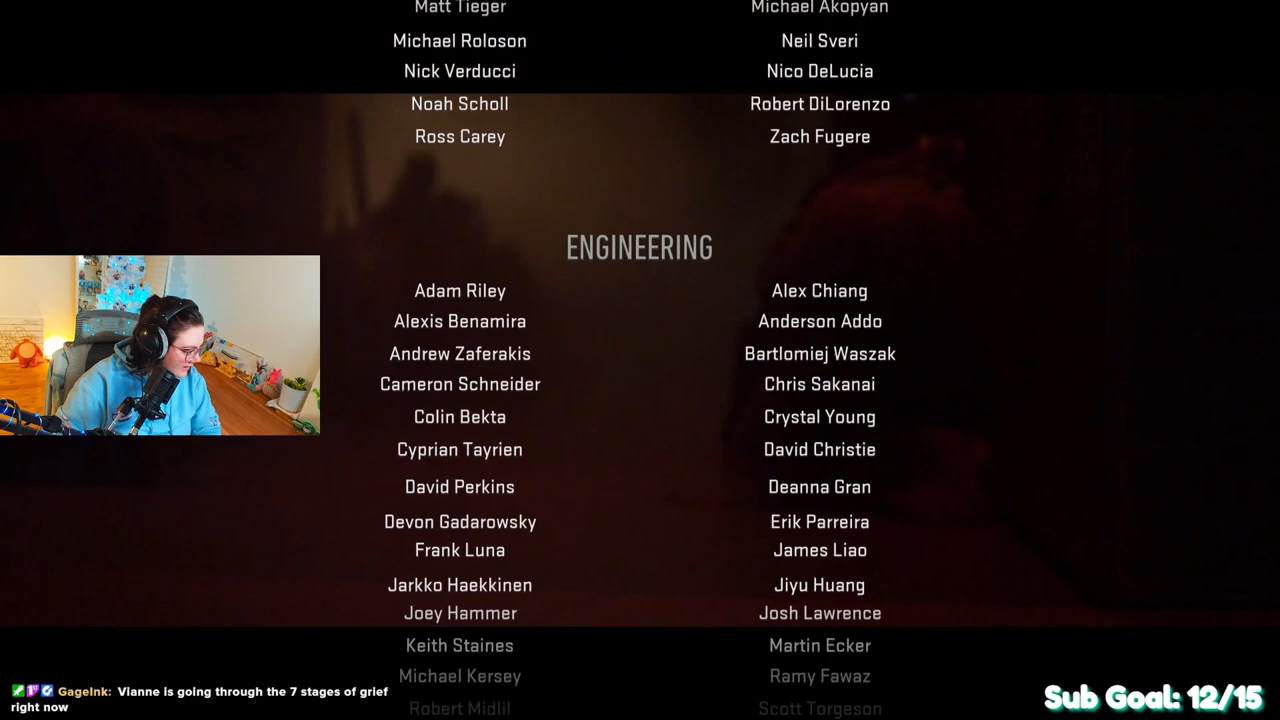 Matt Tieger Michael Akopyan
Michael Roloson Neil Sveri
Nick Verducci Nico DeLucia
Noah Scholl Robert DiLorenzo
Ross Carey Zach Fugere
ENGINEERING
Adam Riley Alex Chiang
Alexis Benamira Anderson Addo
Andrew Zaferakis Bartlomiej Waszak
Cameron Schneider Chris Sakanai
Colin Bekta Crystal Young
Cyprian Tayrien David Christie
David Perkins Deanna Gran
Devon Gadarowsky Erik Parreira
Frank Luna James Liao
Jarkko Haekkinen Jiyu Huang
Joey Hammer Josh Lawrence
Keith Staines Martin Ecker
Michael Kersey Ramy Fawaz
Robert Midlil Scott Torgeson
GageInk: Vianne is going through the 7 stages of grief
right now
Sub Goal: 12/15